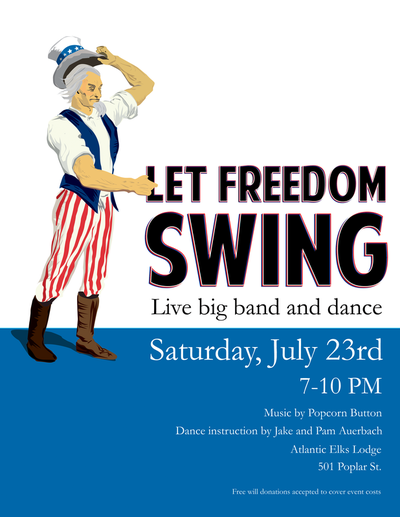 LET FREEDOM
SWING
Live big band and dance
Saturday, July 23rd
7-10 PM
Music by Popcorn Button
Dance instruction by Jake and Pam Auerbach
Atlantic Elks Lodge
501 Poplar St.
Free will donations accepted to cover event costs